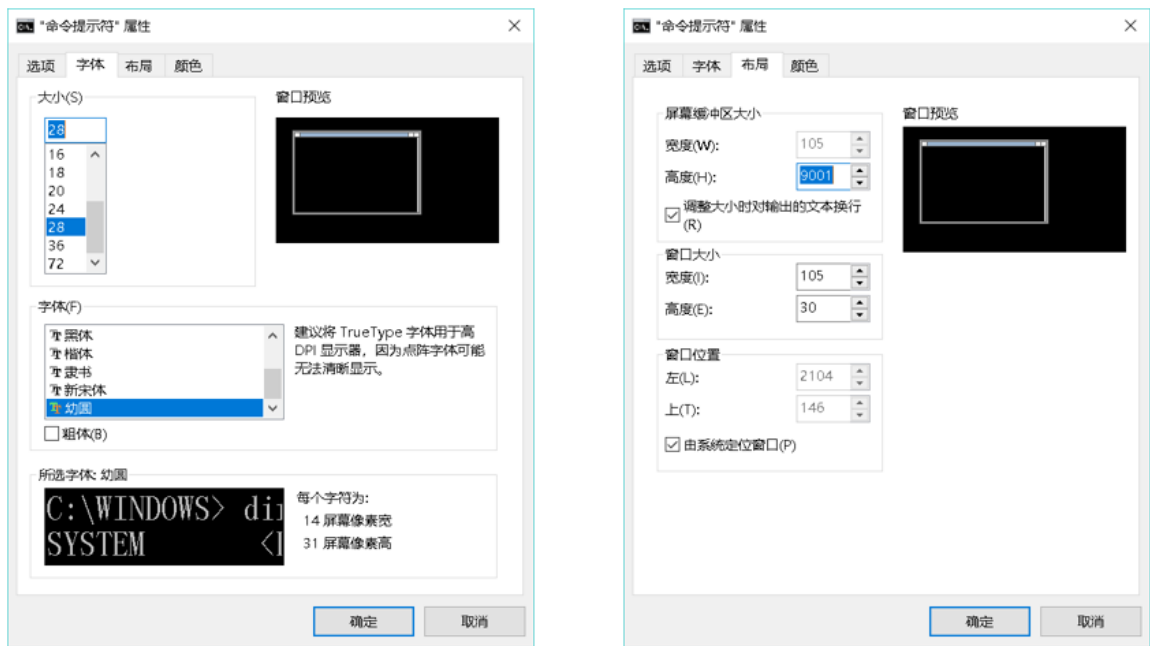 "命令提示符" 属性
选项 字体 布局 颜色
大小(S)
28
16
18
20
24
28
36
72
窗口预览
字体(F)
黑体
楷体
隶书
新宋体
幼圆
粗体(B)
建议将 TrueType 字体用于高
DPI 显示器，因为点阵字体可能
无法清晰显示。
所选字体: 幼圆
C:\WINDOWS> dir
SYSTEM <
每个字符为:
14 屏幕像素宽
31 屏幕像素高
确定 取消
"命令提示符" 属性
选项 字体 布局 颜色
屏幕缓冲区大小
宽度(W): 105
高度(H): 9001
调整大小时对输出的文本换行
(R)
窗口大小
宽度(I): 105
高度(E): 30
窗口位置
左(L): 2104
上(T): 146
由系统定位窗口(P)
窗口预览
确定 取消